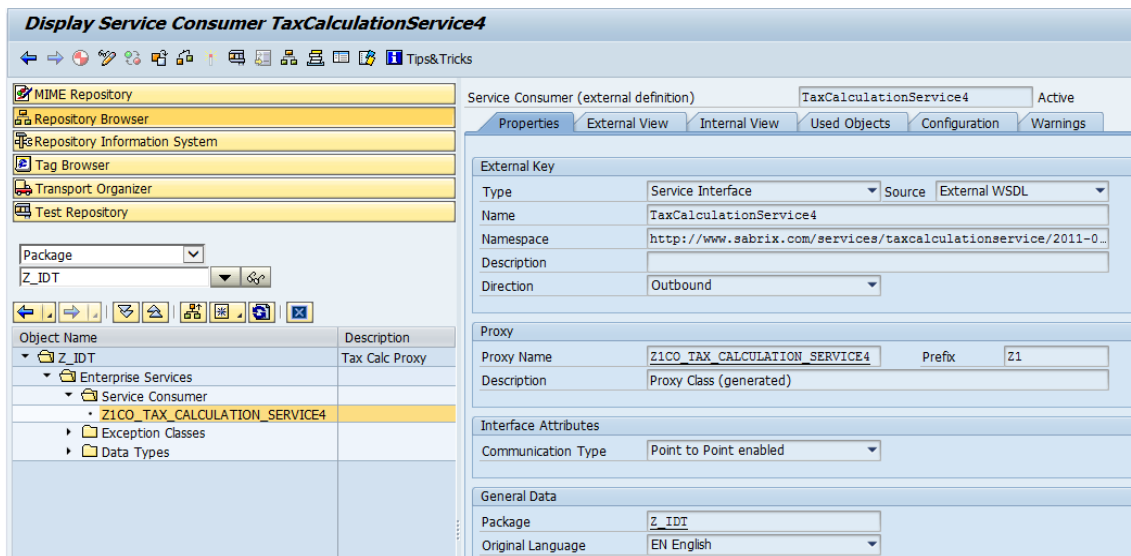 Display Service Consumer TaxCalculationService4
Tips&Tricks
MIME Repository
Repository Browser
Repository Information System
Tag Browser
Transport Organizer
Test Repository
Package
Z_IDT
Object Name Description
Z_IDT Tax Calc Proxy
Enterprise Services
Service Consumer
Z1CO_TAX_CALCULATION_SERVICE4
Exception Classes
Data Types
Service Consumer (external definition) TaxCalculationService4 Active
Properties External View Internal View Used Objects Configuration Warnings
External Key
Type Service Interface Source External WSDL
Name TaxCalculationService4
Namespace http://www.sabrix.com/services/taxcalculationservice/2011-0…
Description
Direction Outbound
Proxy
Proxy Name Z1CO_TAX_CALCULATION_SERVICE4 Prefix Z1
Description Proxy Class (generated)
Interface Attributes
Communication Type Point to Point enabled
General Data
Package Z_IDT
Original Language EN English